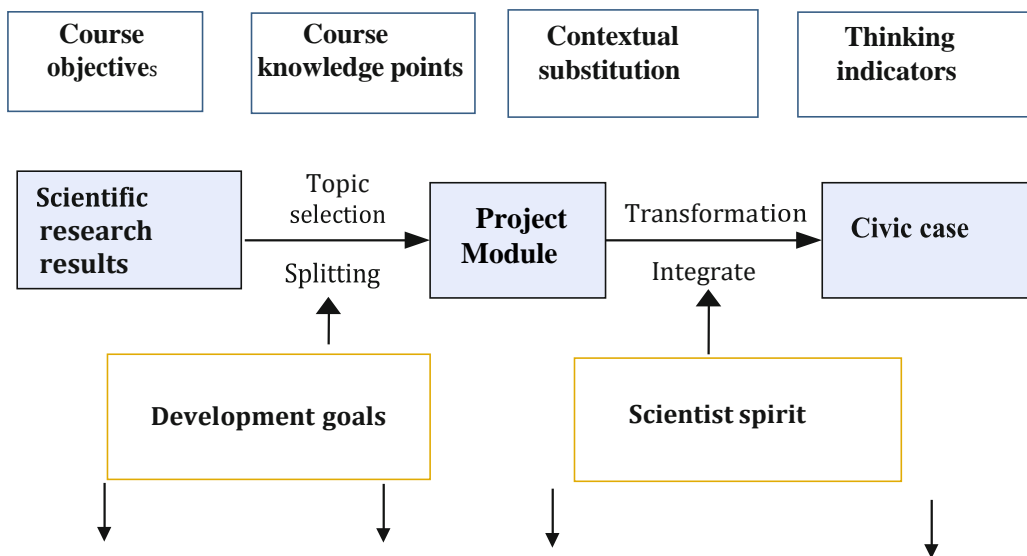 Course
objectives
Course
knowledge points
Contextual
substitution
Thinking
indicators
Scientific
research
results
Topic
selection
Splitting
Project
Module
Transformation
Integrate
Civic case
Development goals
Scientist spirit